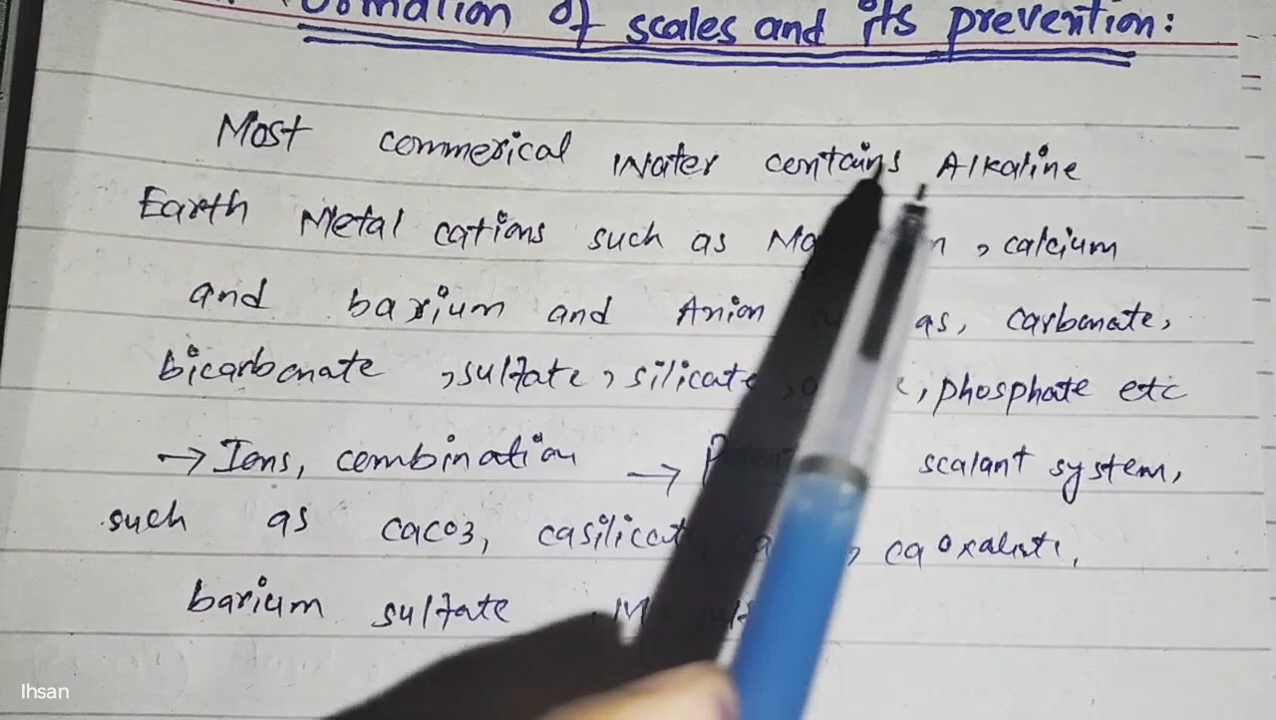 of scales and its prevention:
Most commerical Water contains Alkaline
Earth Metal cations such as , calcium
and barium and Anion as, carbonate,
bicarbonate , sulfate, silicate , phosphate etc
→ Ions, combination → scalant system,
such as caco3, ca oxalate,
barium sulfate
Ihsan